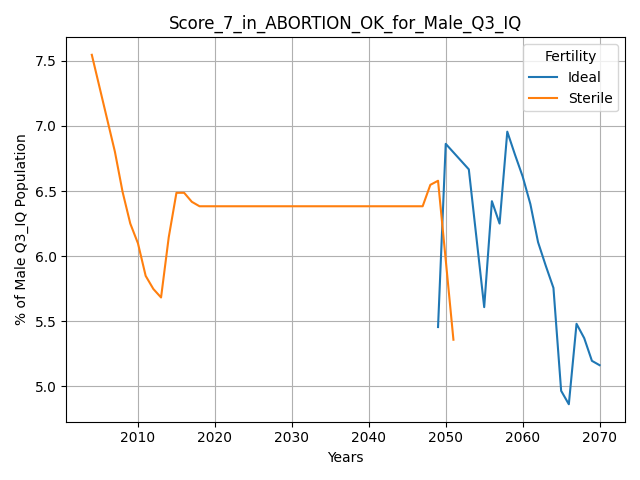 Score_7_in_ABORTION_OK_for_Male_Q3_IQ
Fertility
Ideal
Sterile
% of Male Q3_IQ Population
7.5
7.0
6.5
6.0
5.5
5.0
2010 2020 2030 2040 2050 2060 2070
Years